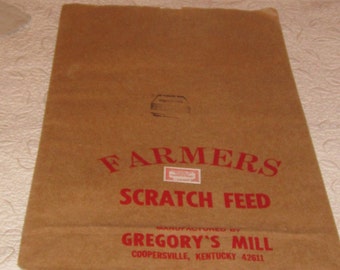 FARMERS
SCRATCH FEED
MANUFACTURED BY
GREGORY'S MILL
COOPERSVILLE, KENTUCKY 42611